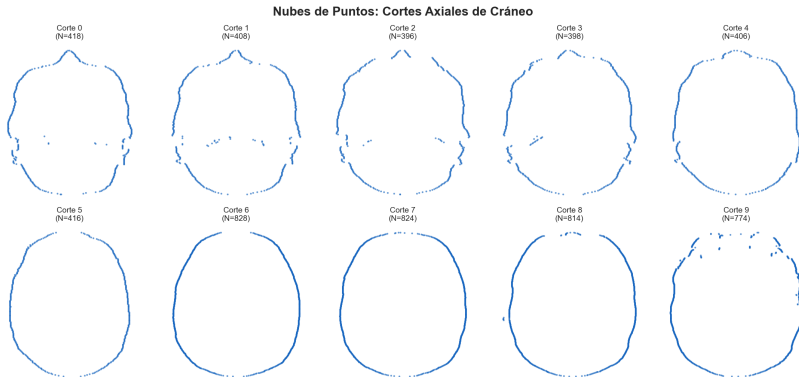 Nubes de Puntos: Cortes Axiales de Cráneo
Corte 0
(N=418)
Corte 1
(N=408)
Corte 2
(N=396)
Corte 3
(N=398)
Corte 4
(N=406)
Corte 5
(N=416)
Corte 6
(N=828)
Corte 7
(N=824)
Corte 8
(N=814)
Corte 9
(N=774)